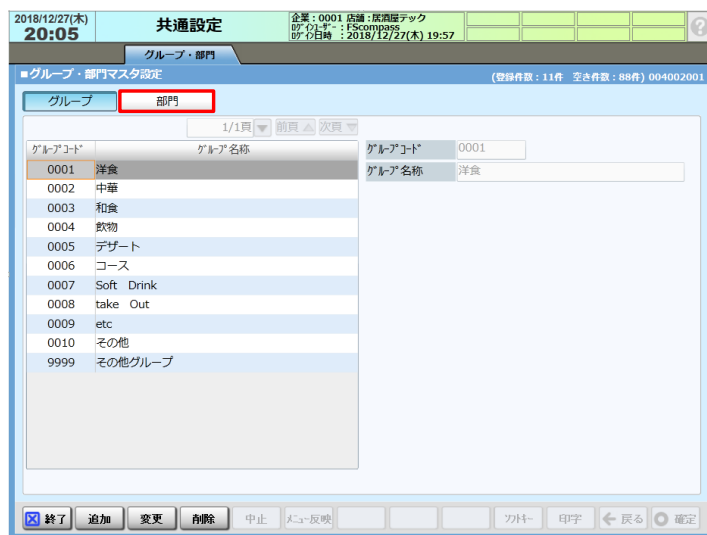 2018/12/27(木)
20:05
共通設定
企業：0001 店舗：居酒屋テック
ﾛｸﾞｲﾝﾕｰｻﾞｰ：FScompass
ﾛｸﾞｲﾝ日時 ：2018/12/27(木) 19:57
グループ・部門
■グループ・部門マスタ設定
(登録件数：11件 空き件数：88件) 004002001
グループ
部門
1/1頁 ▼ 前頁 ▲ 次頁 ▼
ｸﾞﾙｰﾌﾟｺｰﾄﾞ ｸﾞﾙｰﾌﾟ名称
0001 洋食
0002 中華
0003 和食
0004 飲物
0005 デザート
0006 コース
0007 Soft Drink
0008 take Out
0009 etc
0010 その他
9999 その他グループ
ｸﾞﾙｰﾌﾟｺｰﾄﾞ 0001
ｸﾞﾙｰﾌﾟ名称 洋食
終了 追加 変更 削除 中止 ﾒﾆｭｰ反映 ｿﾌﾄｷｰ 印字 戻る 確定